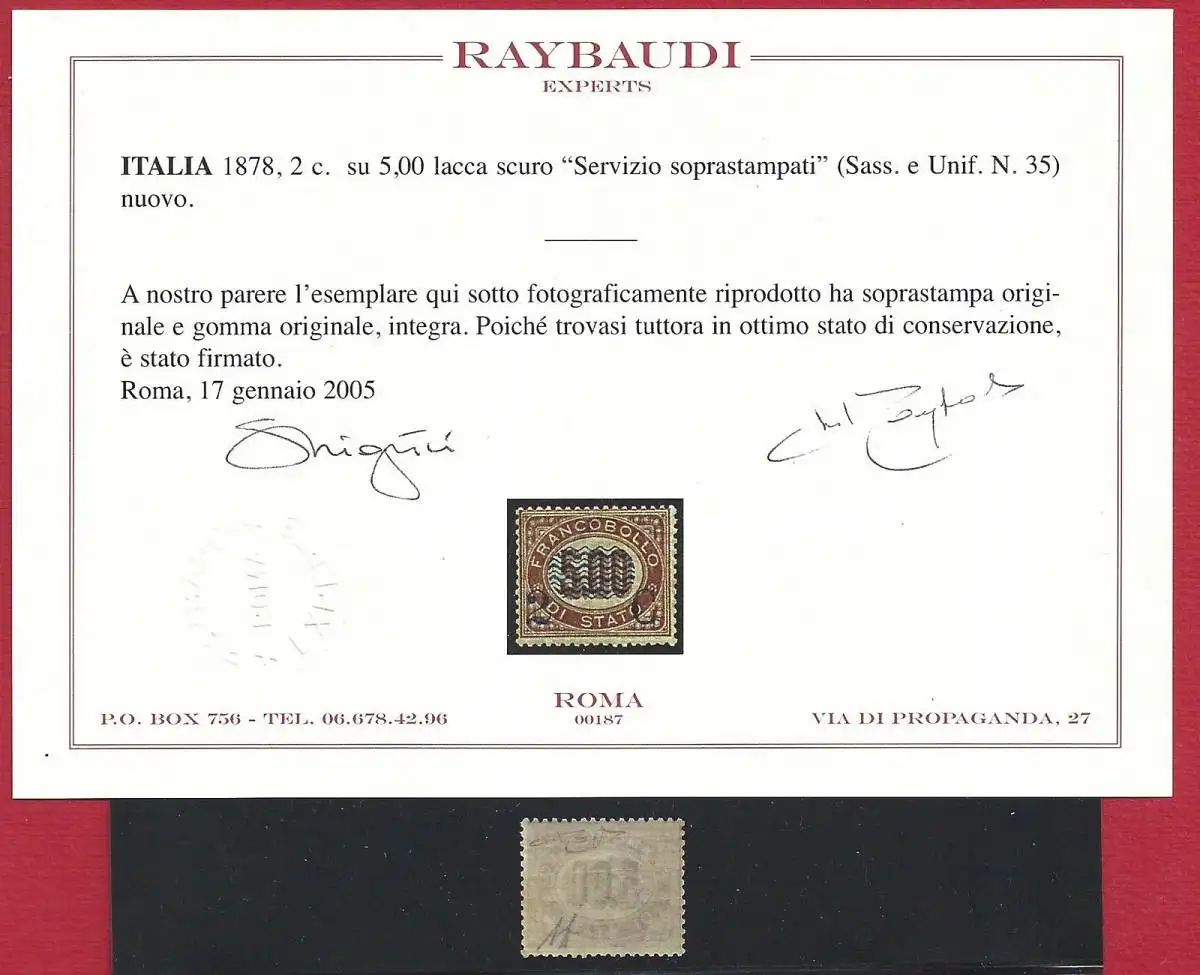 RAYBAUDI
EXPERTS
ITALIA 1878, 2 c. su 5,00 lacca scuro “Servizio soprastampati” (Sass. e Unif. N. 35)
nuovo.
A nostro parere l’esemplare qui sotto fotograficamente riprodotto ha soprastampa origi-
nale e gomma originale, integra. Poiché trovasi tuttora in ottimo stato di conservazione,
è stato firmato.
Roma, 17 gennaio 2005
FRANCOBOLLO
5,00
2 C
DI STATO
ROMA
P.O. BOX 756 - TEL. 06.678.42.96
00187
VIA DI PROPAGANDA, 27